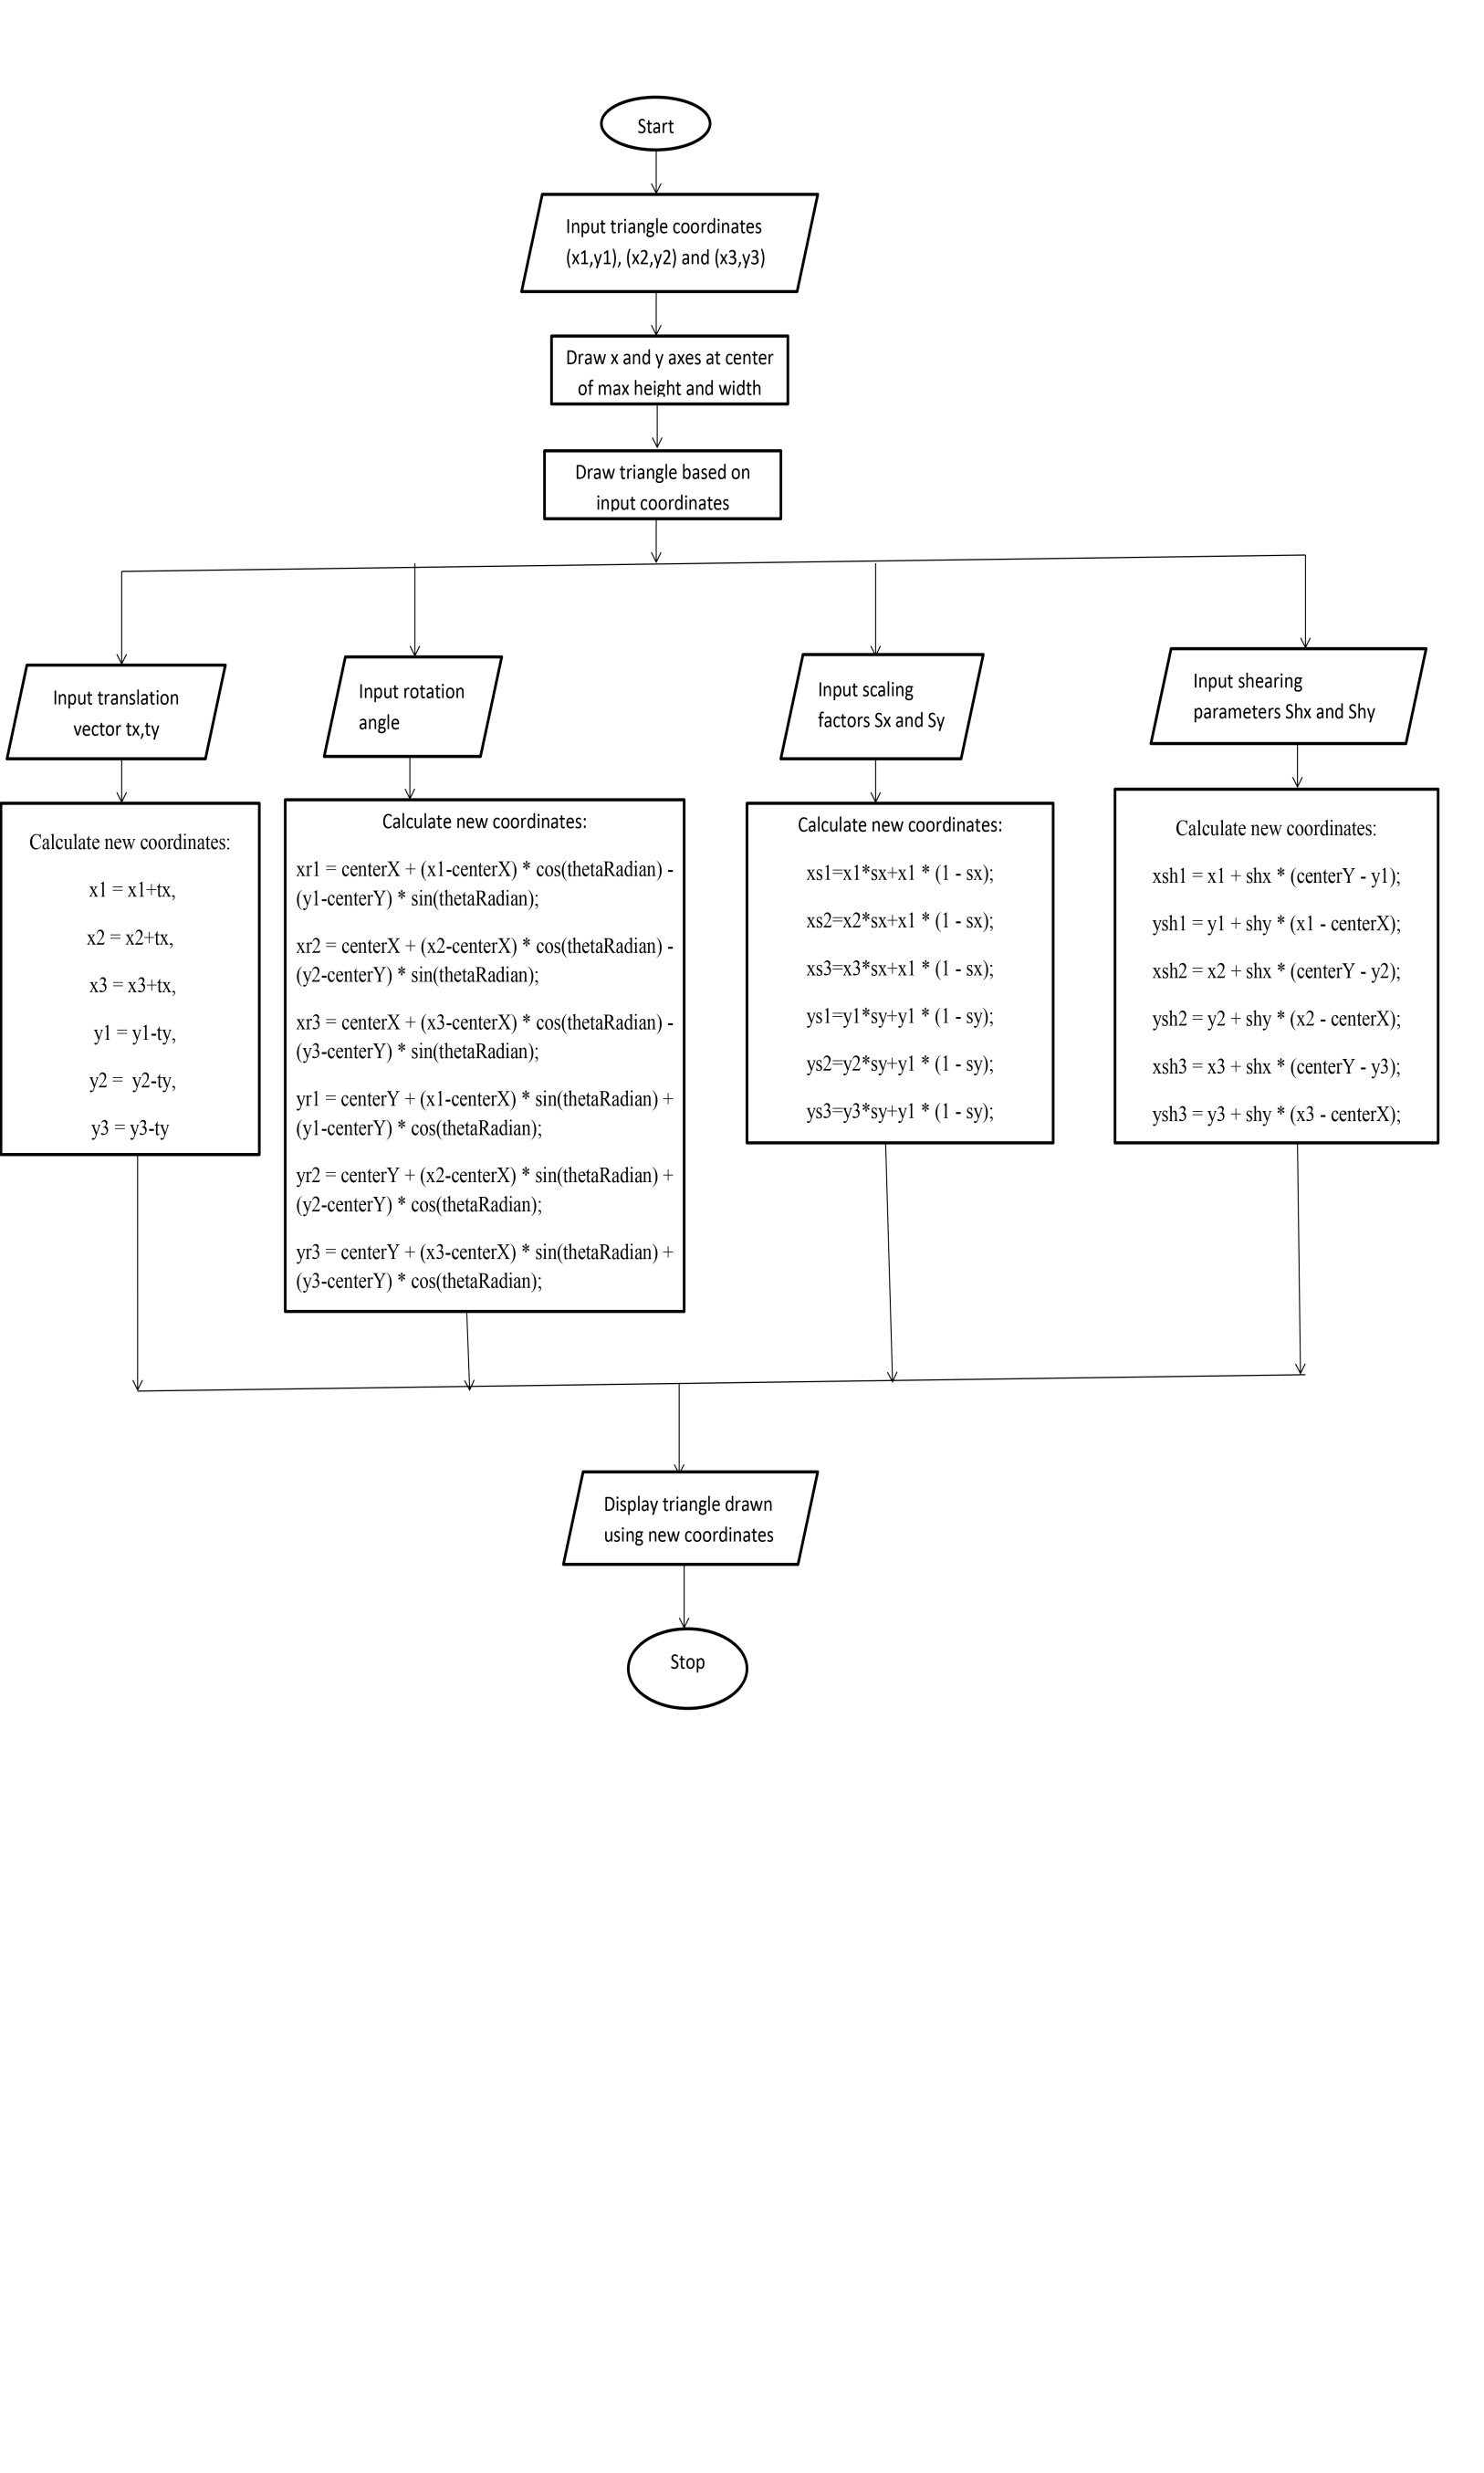 Start
Input triangle coordinates
(x1,y1), (x2,y2) and (x3,y3)
Draw x and y axes at center
of max height and width
Draw triangle based on
input coordinates
Input translation
vector tx,ty
Input rotation
angle
Input scaling
factors Sx and Sy
Input shearing
parameters Shx and Shy
Calculate new coordinates:
x1 = x1+tx,
x2 = x2+tx,
x3 = x3+tx,
y1 = y1-ty,
y2 =  y2-ty,
y3 = y3-ty
Calculate new coordinates:
xr1 = centerX + (x1-centerX) * cos(thetaRadian) -
(y1-centerY) * sin(thetaRadian);
xr2 = centerX + (x2-centerX) * cos(thetaRadian) -
(y2-centerY) * sin(thetaRadian);
xr3 = centerX + (x3-centerX) * cos(thetaRadian) -
(y3-centerY) * sin(thetaRadian);
yr1 = centerY + (x1-centerX) * sin(thetaRadian) +
(y1-centerY) * cos(thetaRadian);
yr2 = centerY + (x2-centerX) * sin(thetaRadian) +
(y2-centerY) * cos(thetaRadian);
yr3 = centerY + (x3-centerX) * sin(thetaRadian) +
(y3-centerY) * cos(thetaRadian);
Calculate new coordinates:
xs1=x1*sx+x1 * (1 - sx);
xs2=x2*sx+x1 * (1 - sx);
xs3=x3*sx+x1 * (1 - sx);
ys1=y1*sy+y1 * (1 - sy);
ys2=y2*sy+y1 * (1 - sy);
ys3=y3*sy+y1 * (1 - sy);
Calculate new coordinates:
xsh1 = x1 + shx * (centerY - y1);
ysh1 = y1 + shy * (x1 - centerX);
xsh2 = x2 + shx * (centerY - y2);
ysh2 = y2 + shy * (x2 - centerX);
xsh3 = x3 + shx * (centerY - y3);
ysh3 = y3 + shy * (x3 - centerX);
Display triangle drawn
using new coordinates
Stop